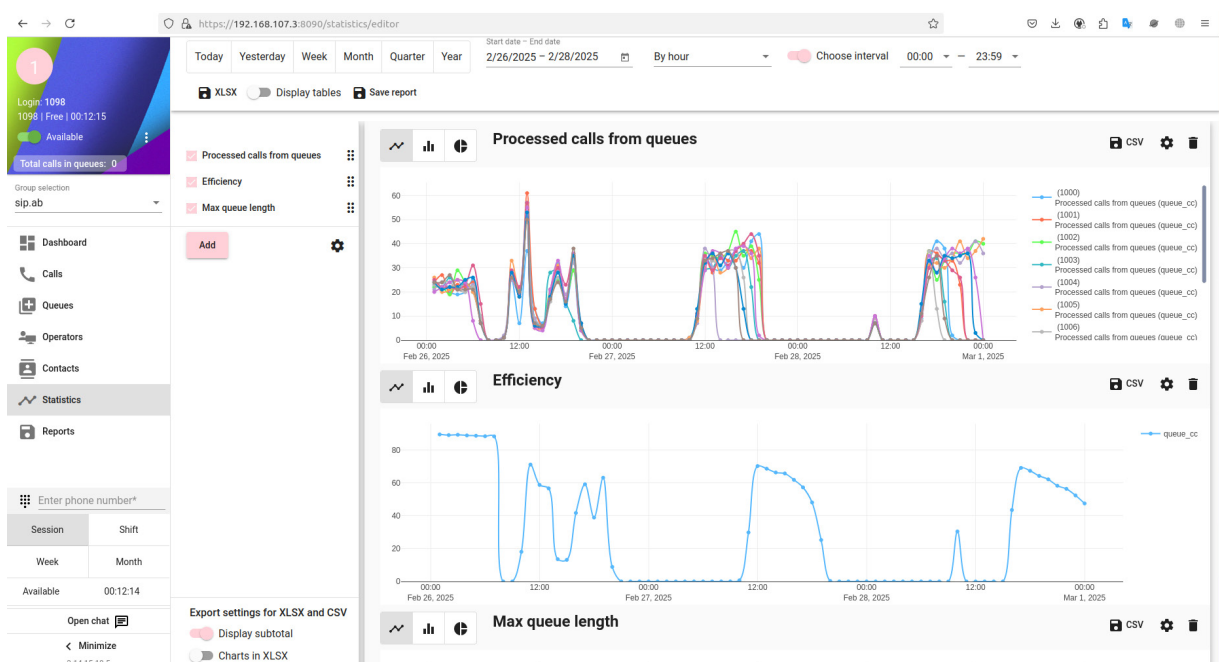 https://192.168.107.3:8090/statistics/editor
1
Login: 1098
1098 | Free | 00:12:15
Available
Total calls in queues: 0
Group selection
sip.ab
Dashboard
Calls
Queues
Operators
Contacts
Statistics
Reports
Enter phone number*
Session Shift
Week Month
Available 00:12:14
Open chat
Minimize
Today Yesterday Week Month Quarter Year
Start date – End date
2/26/2025 – 2/28/2025
By hour
Choose interval 00:00 – 23:59
XLSX Display tables Save report
Processed calls from queues
Efficiency
Max queue length
Add
Export settings for XLSX and CSV
Display subtotal
Charts in XLSX
Processed calls from queues
CSV
60
50
40
30
20
10
0
00:00 12:00 00:00 12:00 00:00 12:00 00:00
Feb 26, 2025 Feb 27, 2025 Feb 28, 2025 Mar 1, 2025
(1000)
Processed calls from queues (queue_cc)
(1001)
Processed calls from queues (queue_cc)
(1002)
Processed calls from queues (queue_cc)
(1003)
Processed calls from queues (queue_cc)
(1004)
Processed calls from queues (queue_cc)
(1005)
Processed calls from queues (queue_cc)
(1006)
Processed calls from queues (queue_cc)
Efficiency
CSV
80
60
40
20
0
00:00 12:00 00:00 12:00 00:00 12:00 00:00
Feb 26, 2025 Feb 27, 2025 Feb 28, 2025 Mar 1, 2025
queue_cc
Max queue length
CSV